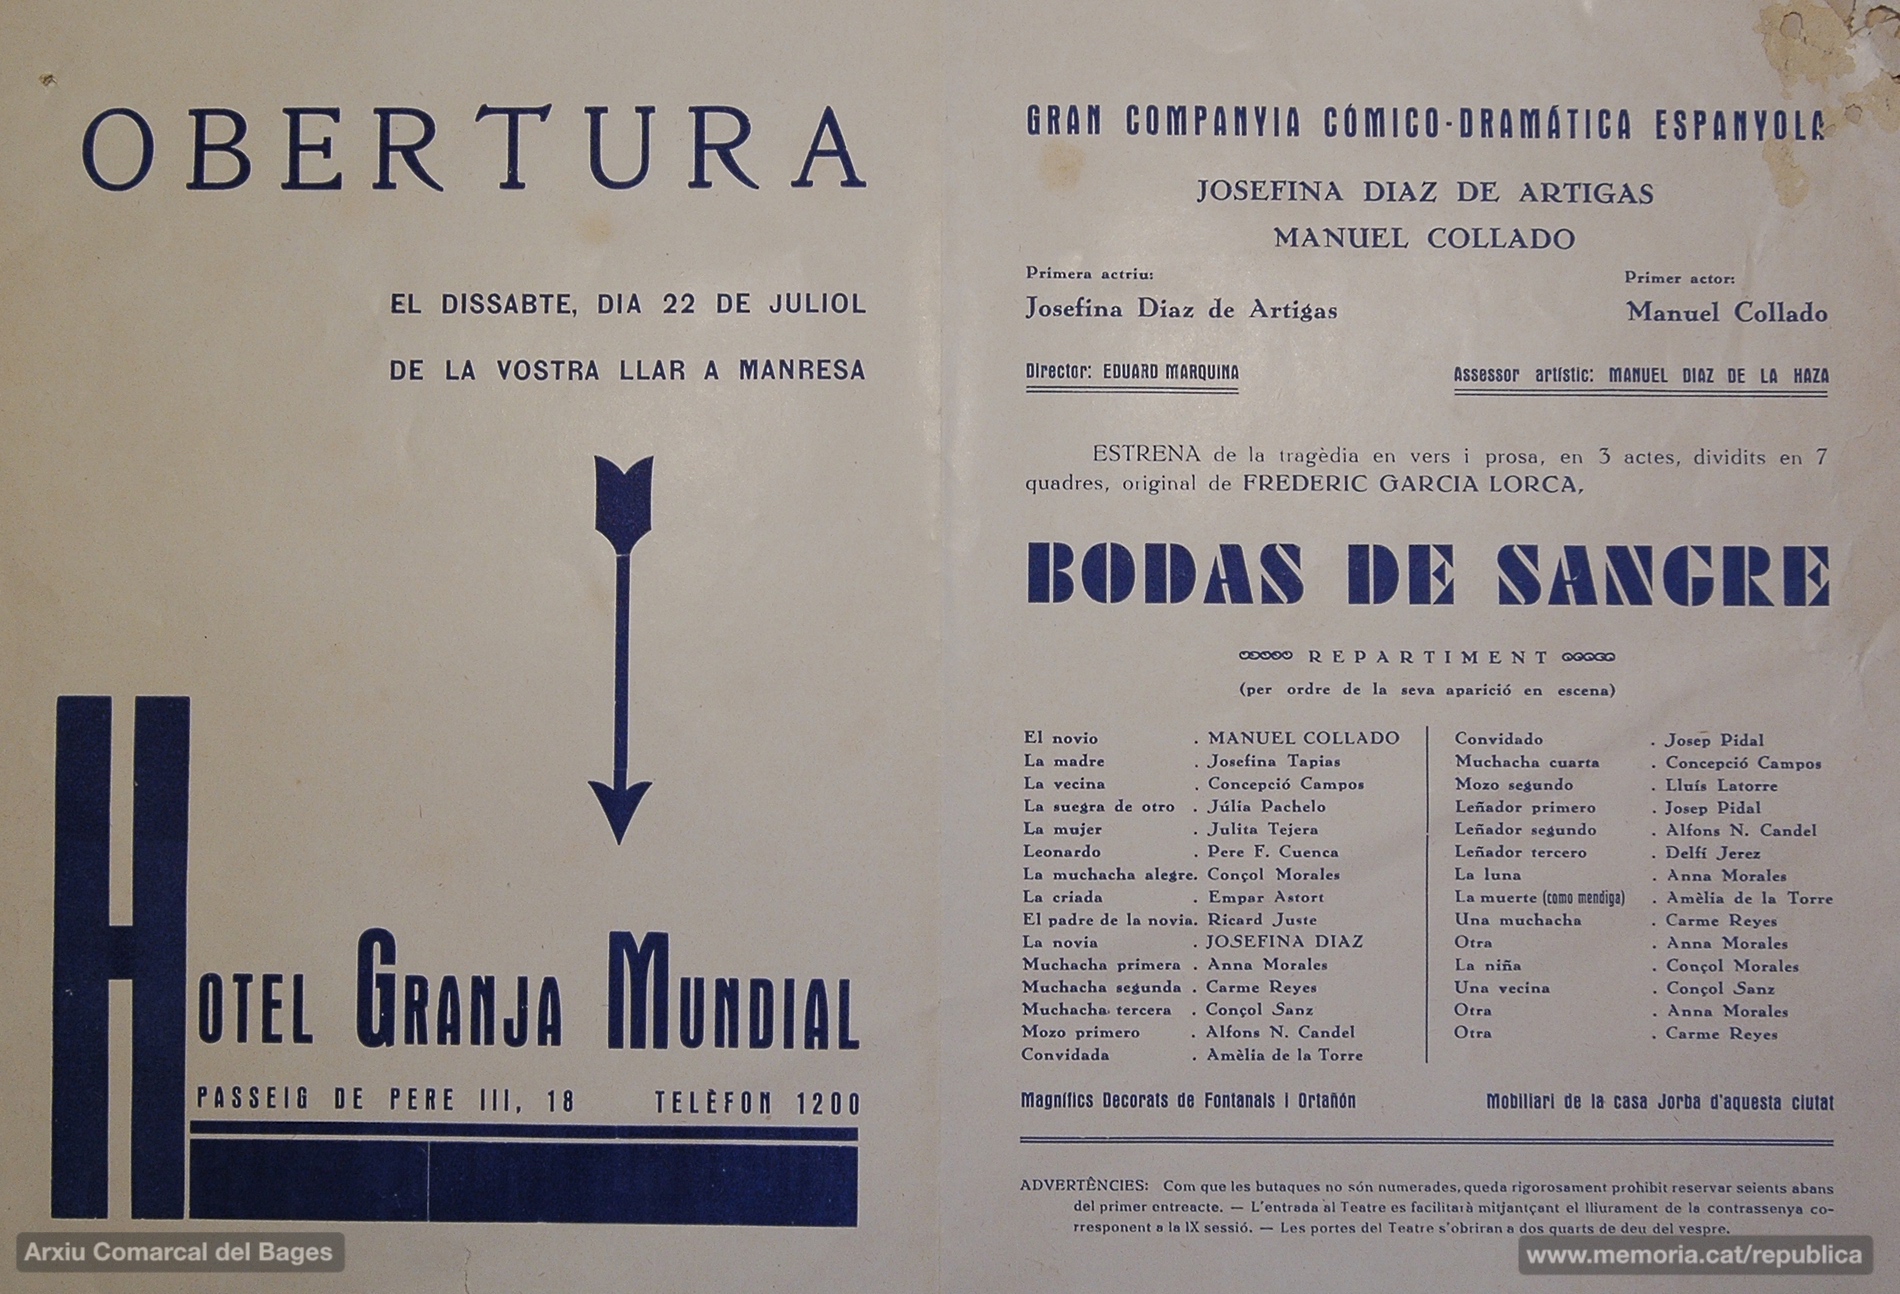 OBERTURA
EL DISSABTE, DIA 22 DE JULIOL
DE LA VOSTRA LLAR A MANRESA
HOTEL GRANJA MUNDIAL
PASSEIG DE PERE III, 18 TELÈFON 1200
GRAN COMPANYIA CÓMICO-DRAMÁTICA ESPANYOLA
JOSEFINA DIAZ DE ARTIGAS
MANUEL COLLADO
Primera actriu:
Josefina Diaz de Artigas
Primer actor:
Manuel Collado
Director: EDUARD MARQUINA
Assessor artístic: MANUEL DIAZ DE LA HAZA
ESTRENA de la tragèdia en vers i prosa, en 3 actes, dividits en 7
quadres, original de FREDERIC GARCIA LORCA,
BODAS DE SANGRE
REPARTIMENT
(per ordre de la seva aparició en escena)
El novio . MANUEL COLLADO
La madre . Josefina Tapias
La vecina . Concepció Campos
La suegra de otro . Júlia Pachelo
La mujer . Julita Tejera
Leonardo . Pere F. Cuenca
La muchacha alegre. Conçol Morales
La criada . Empar Astort
El padre de la novia. Ricard Juste
La novia . JOSEFINA DIAZ
Muchacha primera . Anna Morales
Muchacha segunda . Carme Reyes
Muchacha tercera . Conçol Sanz
Mozo primero . Alfons N. Candel
Convidada . Amèlia de la Torre
Convidado . Josep Pidal
Muchacha cuarta . Concepció Campos
Mozo segundo . Lluís Latorre
Leñador primero . Josep Pidal
Leñador segundo . Alfons N. Candel
Leñador tercero . Delfí Jerez
La luna . Anna Morales
La muerte (como mendiga) . Amèlia de la Torre
Una muchacha . Carme Reyes
Otra . Anna Morales
La niña . Conçol Morales
Una vecina . Conçol Sanz
Otra . Anna Morales
Otra . Carme Reyes
Magnífics Decorats de Fontanals i Ortañón
Mobiliari de la casa Jorba d'aquesta ciutat
ADVERTÊNCIES: Com que les butaques no són numerades, queda rigorosament prohibit reservar seients abans
del primer entreacte. — L'entrada al Teatre es facilitarà mitjantçant el lliurament de la contrassenya co-
rresponent a la IX sessió. — Les portes del Teatre s'obriran a dos quarts de deu del vespre.
Arxiu Comarcal del Bages
www.memoria.cat/republica